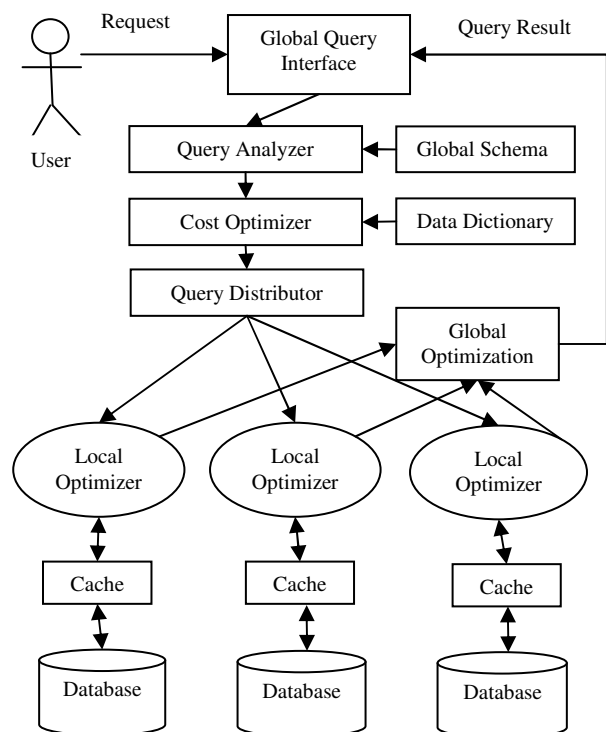 Request
Global Query
Interface
Query Result
User
Query Analyzer
Global Schema
Cost Optimizer
Data Dictionary
Query Distributor
Global
Optimization
Local
Optimizer
Local
Optimizer
Local
Optimizer
Cache
Cache
Cache
Database
Database
Database